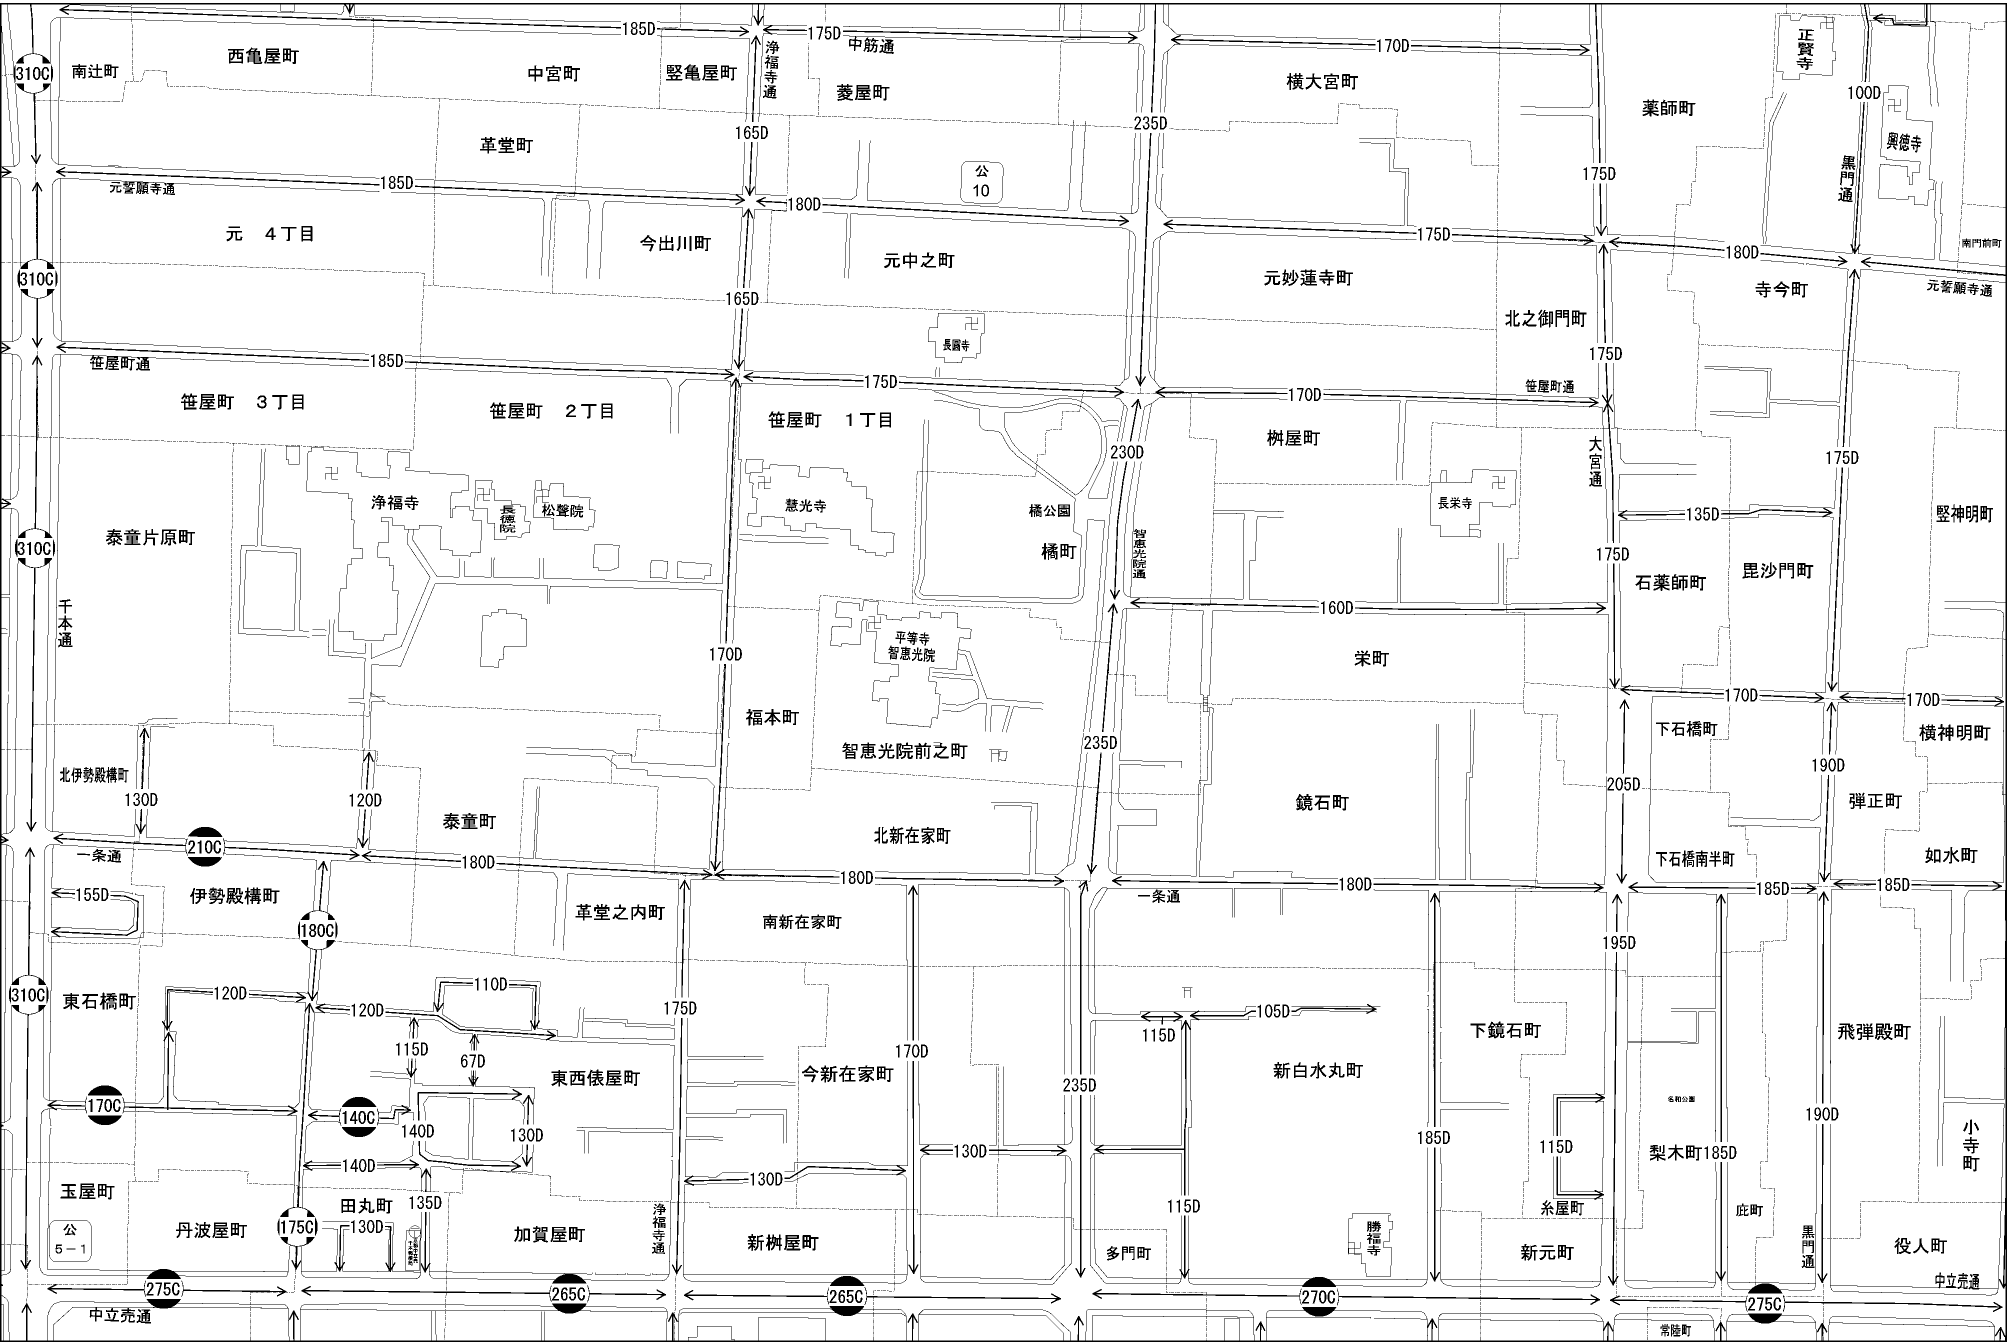 185D
175D
中筋通
170D
正賢寺
310C
南辻町
西亀屋町
中宮町
竪亀屋町
浄福寺通
菱屋町
横大宮町
薬師町
100D
革堂町
165D
235D
公
10
175D
黒門通
興徳寺
元誓願寺通
185D
180D
元 4丁目
今出川町
元中之町
175D
180D
南門前町
310C
165D
元妙蓮寺町
寺今町
元誓願寺通
北之御門町
長圓寺
175D
笹屋町通
185D
175D
170D
笹屋町通
笹屋町 3丁目
笹屋町 2丁目
笹屋町 1丁目
桝屋町
大宮通
230D
175D
浄福寺
長徳院
松聲院
慧光寺
橘公園
長栄寺
135D
竪神明町
310C
泰童片原町
橘町
智恵光院通
175D
石薬師町
毘沙門町
千本通
160D
平等寺
智恵光院
170D
栄町
170D
170D
福本町
智恵光院前之町
235D
下石橋町
横神明町
北伊勢殿構町
190D
130D
120D
205D
鏡石町
弾正町
泰童町
北新在家町
210C
一条通
180D
180D
180D
下石橋南半町
如水町
185D
185D
155D
伊勢殿構町
一条通
革堂之内町
南新在家町
180C
195D
310C
東石橋町
120D
110D
120D
175D
105D
115D
下鏡石町
飛弾殿町
115D
67D
170D
東西俵屋町
今新在家町
新白水丸町
235D
名和公園
170C
140C
140D
130D
190D
185D
小寺町
115D
梨木町
185D
140D
130D
130D
玉屋町
田丸町
135D
115D
糸屋町
庇町
公
5-1
丹波屋町
175C
130D
加賀屋町
浄福寺通
新桝屋町
多門町
勝福寺
新元町
黒門通
役人町
中立売通
275C
265C
265C
270C
275C
中立売通
常陸町